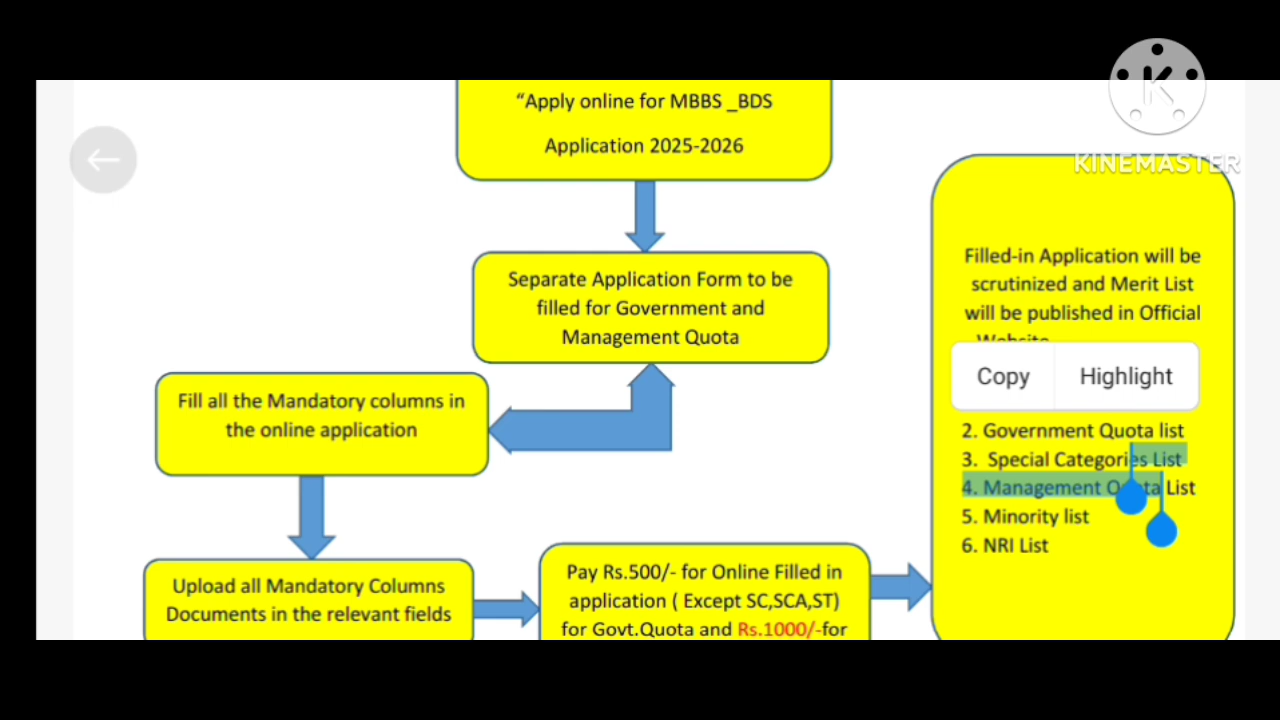 “Apply online for MBBS _BDS
Application 2025-2026
Separate Application Form to be
filled for Government and
Management Quota
Fill all the Mandatory columns in
the online application
Upload all Mandatory Columns
Documents in the relevant fields
Pay Rs.500/- for Online Filled in
application ( Except SC,SCA,ST)
for Govt.Quota and Rs.1000/-for
Filled-in Application will be
scrutinized and Merit List
will be published in Official
Website
Copy Highlight
2. Government Quota list
3. Special Categories List
4. Management Quota List
5. Minority list
6. NRI List
K
KINEMASTER